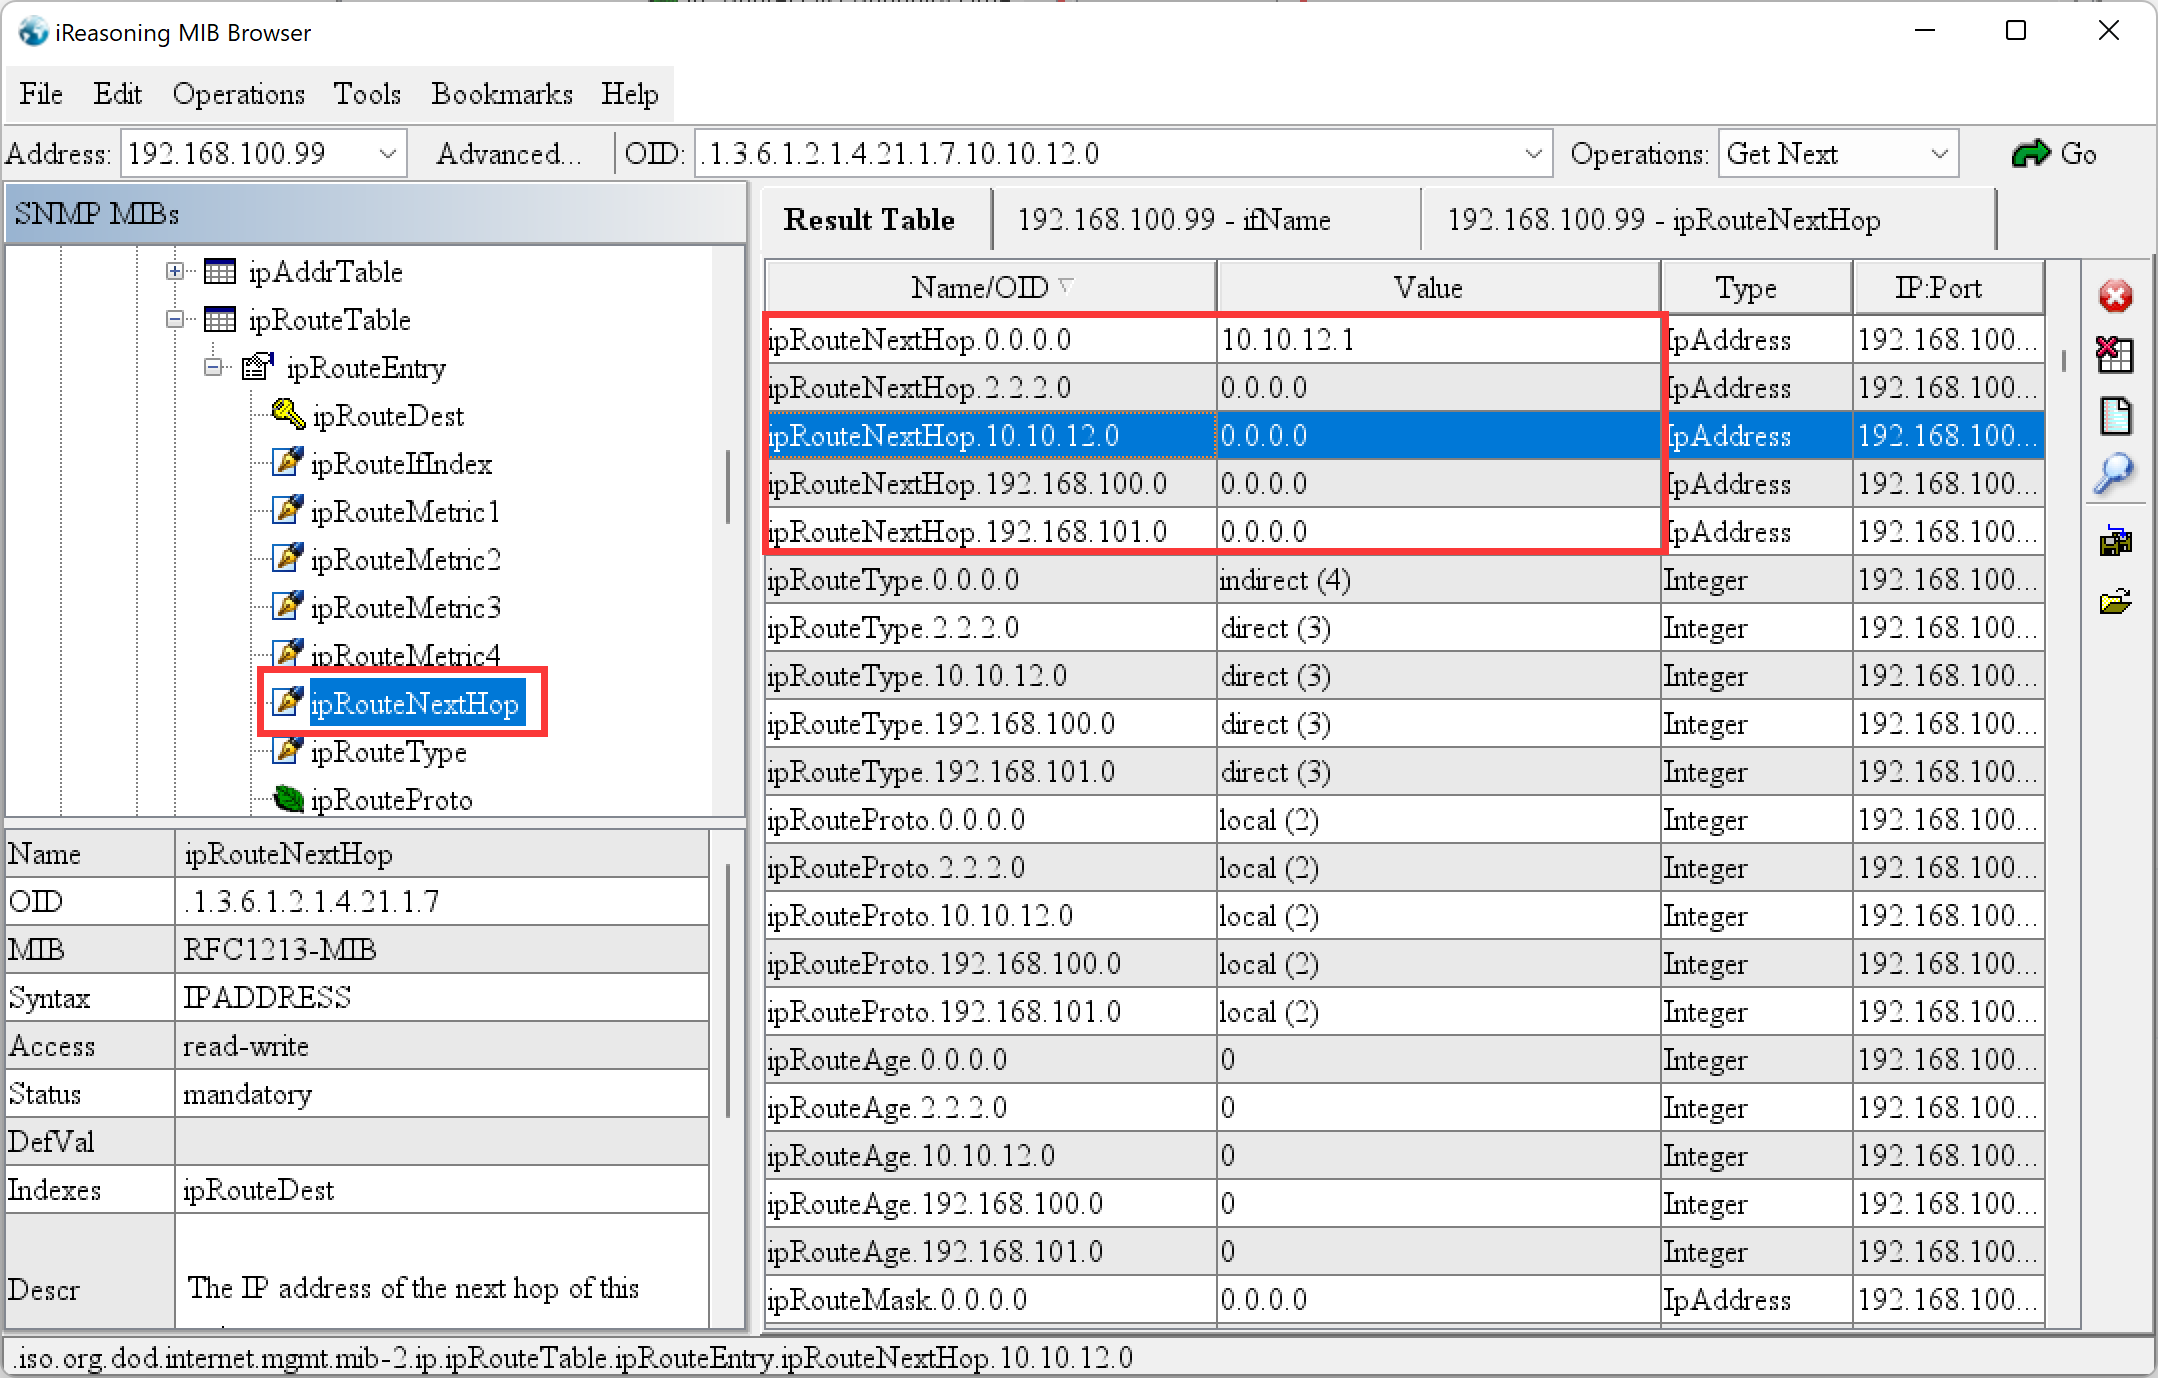 iReasoning MIB Browser
File Edit Operations Tools Bookmarks Help
Address: 192.168.100.99 Advanced... OID: .1.3.6.1.2.1.4.21.1.7.10.10.12.0 Operations: Get Next Go
SNMP MIBs
ipAddrTable
ipRouteTable
ipRouteEntry
ipRouteDest
ipRouteIfIndex
ipRouteMetric1
ipRouteMetric2
ipRouteMetric3
ipRouteMetric4
ipRouteNextHop
ipRouteType
ipRouteProto
Name ipRouteNextHop
OID .1.3.6.1.2.1.4.21.1.7
MIB RFC1213-MIB
Syntax IPADDRESS
Access read-write
Status mandatory
DefVal
Indexes ipRouteDest
Descr The IP address of the next hop of this
Result Table 192.168.100.99 - ifName 192.168.100.99 - ipRouteNextHop
Name/OID Value Type IP:Port
ipRouteNextHop.0.0.0.0 10.10.12.1 IpAddress 192.168.100...
ipRouteNextHop.2.2.2.0 0.0.0.0 IpAddress 192.168.100...
ipRouteNextHop.10.10.12.0 0.0.0.0 IpAddress 192.168.100...
ipRouteNextHop.192.168.100.0 0.0.0.0 IpAddress 192.168.100...
ipRouteNextHop.192.168.101.0 0.0.0.0 IpAddress 192.168.100...
ipRouteType.0.0.0.0 indirect (4) Integer 192.168.100...
ipRouteType.2.2.2.0 direct (3) Integer 192.168.100...
ipRouteType.10.10.12.0 direct (3) Integer 192.168.100...
ipRouteType.192.168.100.0 direct (3) Integer 192.168.100...
ipRouteType.192.168.101.0 direct (3) Integer 192.168.100...
ipRouteProto.0.0.0.0 local (2) Integer 192.168.100...
ipRouteProto.2.2.2.0 local (2) Integer 192.168.100...
ipRouteProto.10.10.12.0 local (2) Integer 192.168.100...
ipRouteProto.192.168.100.0 local (2) Integer 192.168.100...
ipRouteProto.192.168.101.0 local (2) Integer 192.168.100...
ipRouteAge.0.0.0.0 0 Integer 192.168.100...
ipRouteAge.2.2.2.0 0 Integer 192.168.100...
ipRouteAge.10.10.12.0 0 Integer 192.168.100...
ipRouteAge.192.168.100.0 0 Integer 192.168.100...
ipRouteAge.192.168.101.0 0 Integer 192.168.100...
ipRouteMask.0.0.0.0 0.0.0.0 IpAddress 192.168.100...
.iso.org.dod.internet.mgmt.mib-2.ip.ipRouteTable.ipRouteEntry.ipRouteNextHop.10.10.12.0